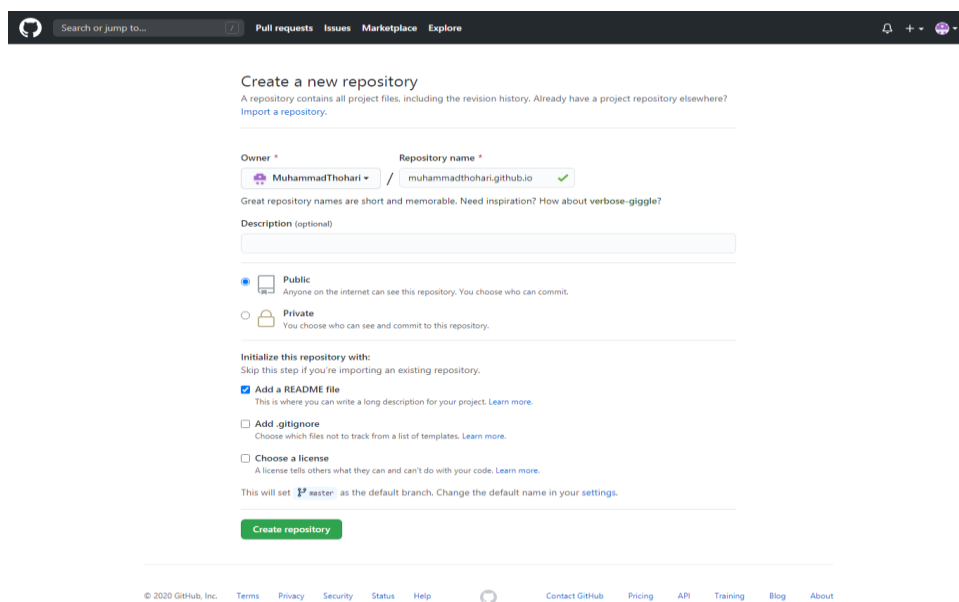 Search or jump to... /
Pull requests Issues Marketplace Explore
Create a new repository
A repository contains all project files, including the revision history. Already have a project repository elsewhere?
Import a repository.
Owner * Repository name *
MuhammadThohari / muhammadthohari.github.io
Great repository names are short and memorable. Need inspiration? How about verbose-giggle?
Description (optional)
Public
Anyone on the internet can see this repository. You choose who can commit.
Private
You choose who can see and commit to this repository.
Initialize this repository with:
Skip this step if you're importing an existing repository.
Add a README file
This is where you can write a long description for your project. Learn more.
Add .gitignore
Choose which files not to track from a list of templates. Learn more.
Choose a license
A license tells others what they can and can't do with your code. Learn more.
This will set master as the default branch. Change the default name in your settings.
Create repository
© 2020 GitHub, Inc. Terms Privacy Security Status Help Contact GitHub Pricing API Training Blog About